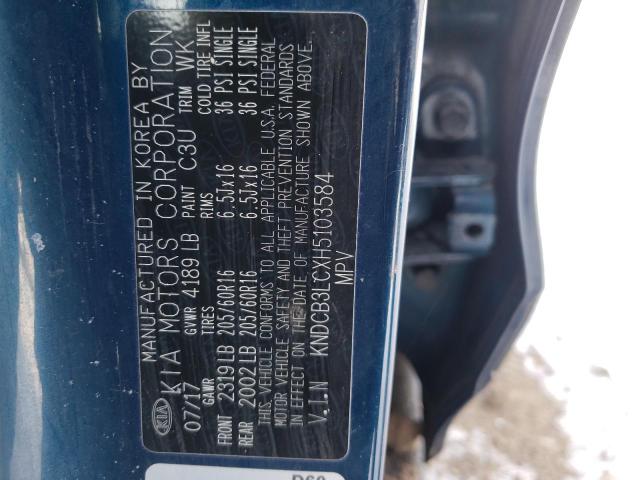 MANUFACTURED IN KOREA BY
KIA KIA MOTORS CORPORATION
07/17 GVWR 4189 LB PAINT C3U TRIM WK
GAWR TIRES RIMS COLD TIRE INFL
FRONT 2319 LB 205/60R16 6.5Jx16 36 PSI SINGLE
REAR 2002 LB 205/60R16 6.5Jx16 36 PSI SINGLE
THIS VEHICLE CONFORMS TO ALL APPLICABLE U.S.A. FEDERAL
MOTOR VEHICLE SAFETY AND THEFT PREVENTION STANDARDS
IN EFFECT ON THE DATE OF MANUFACTURE SHOWN ABOVE.
V.I.N KNDCB3LCXH5103584
MPV